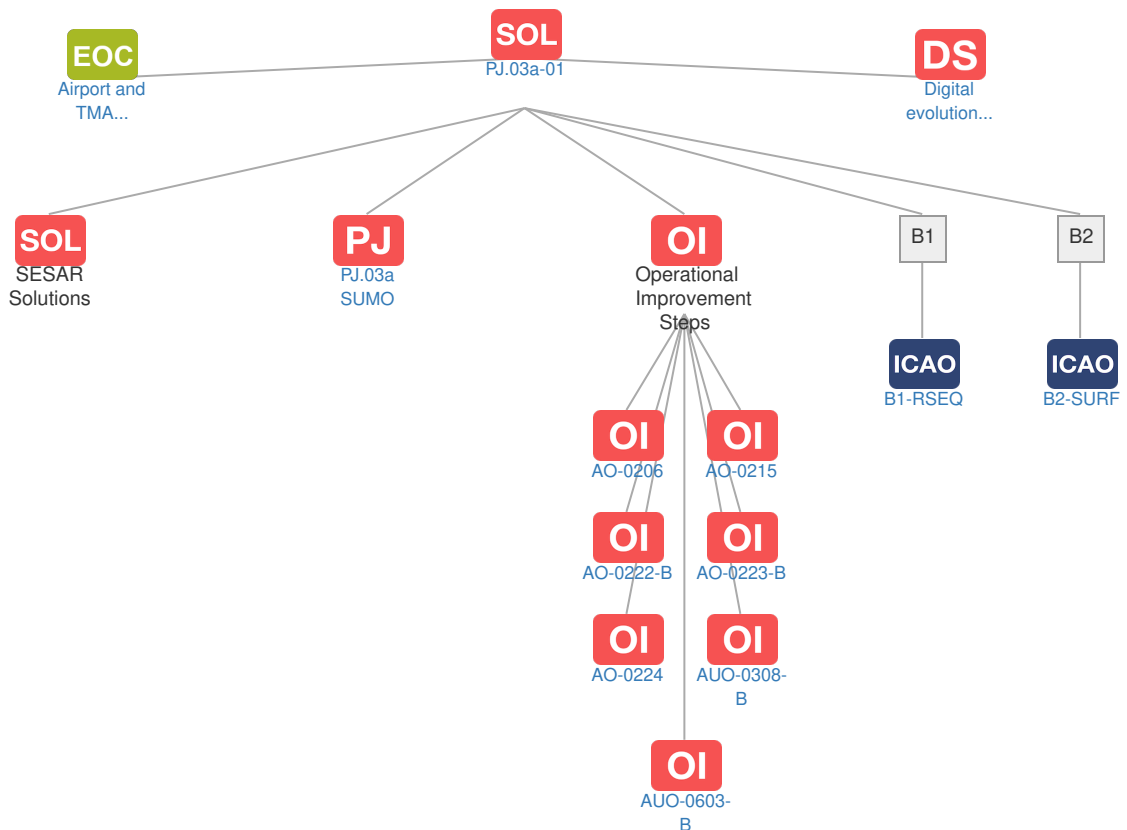 SOL
PJ.03a-01
EOC
Airport and
TMA...
DS
Digital
evolution...
SOL
SESAR
Solutions
PJ
PJ.03a
SUMO
OI
Operational
Improvement
Steps
B1
B2
ICAO
B1-RSEQ
ICAO
B2-SURF
OI
AO-0206
OI
AO-0215
OI
AO-0222-B
OI
AO-0223-B
OI
AO-0224
OI
AUO-0308-
B
OI
AUO-0603-
B